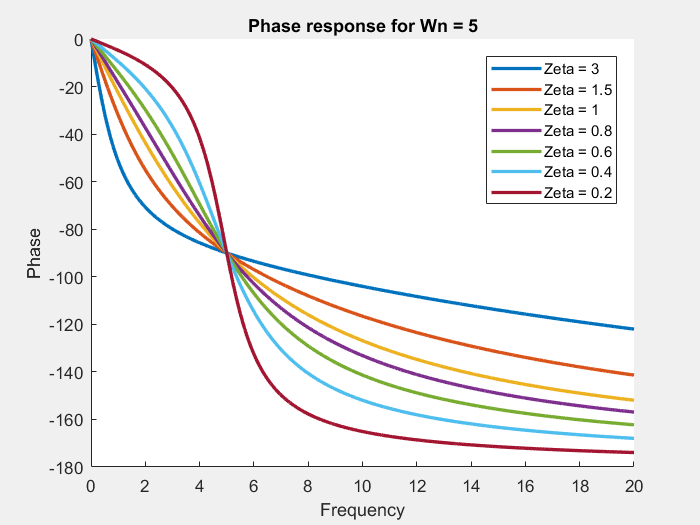 Phase response for Wn = 5
Zeta = 3
Zeta = 1.5
Zeta = 1
Zeta = 0.8
Zeta = 0.6
Zeta = 0.4
Zeta = 0.2
Phase
0
-20
-40
-60
-80
-100
-120
-140
-160
-180
0 2 4 6 8 10 12 14 16 18 20
Frequency